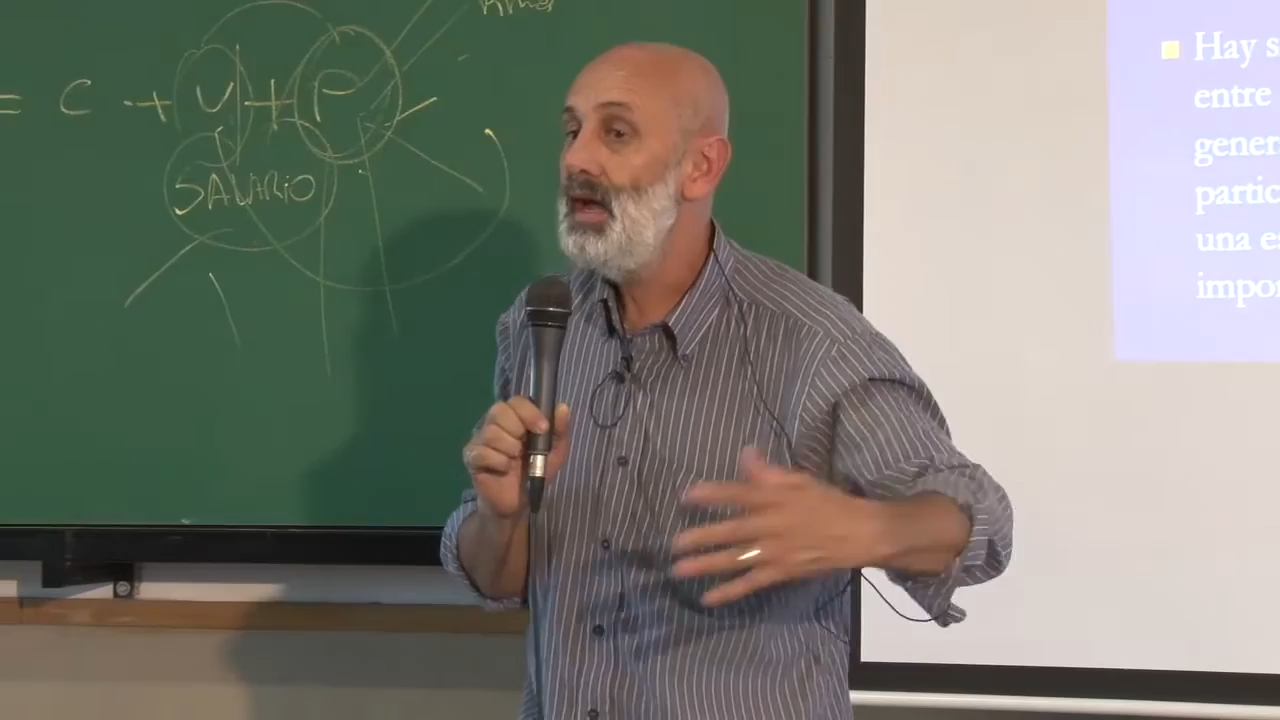 = C + V + P
SALARIO
Hay s
entre
gener
partic
una es
impor